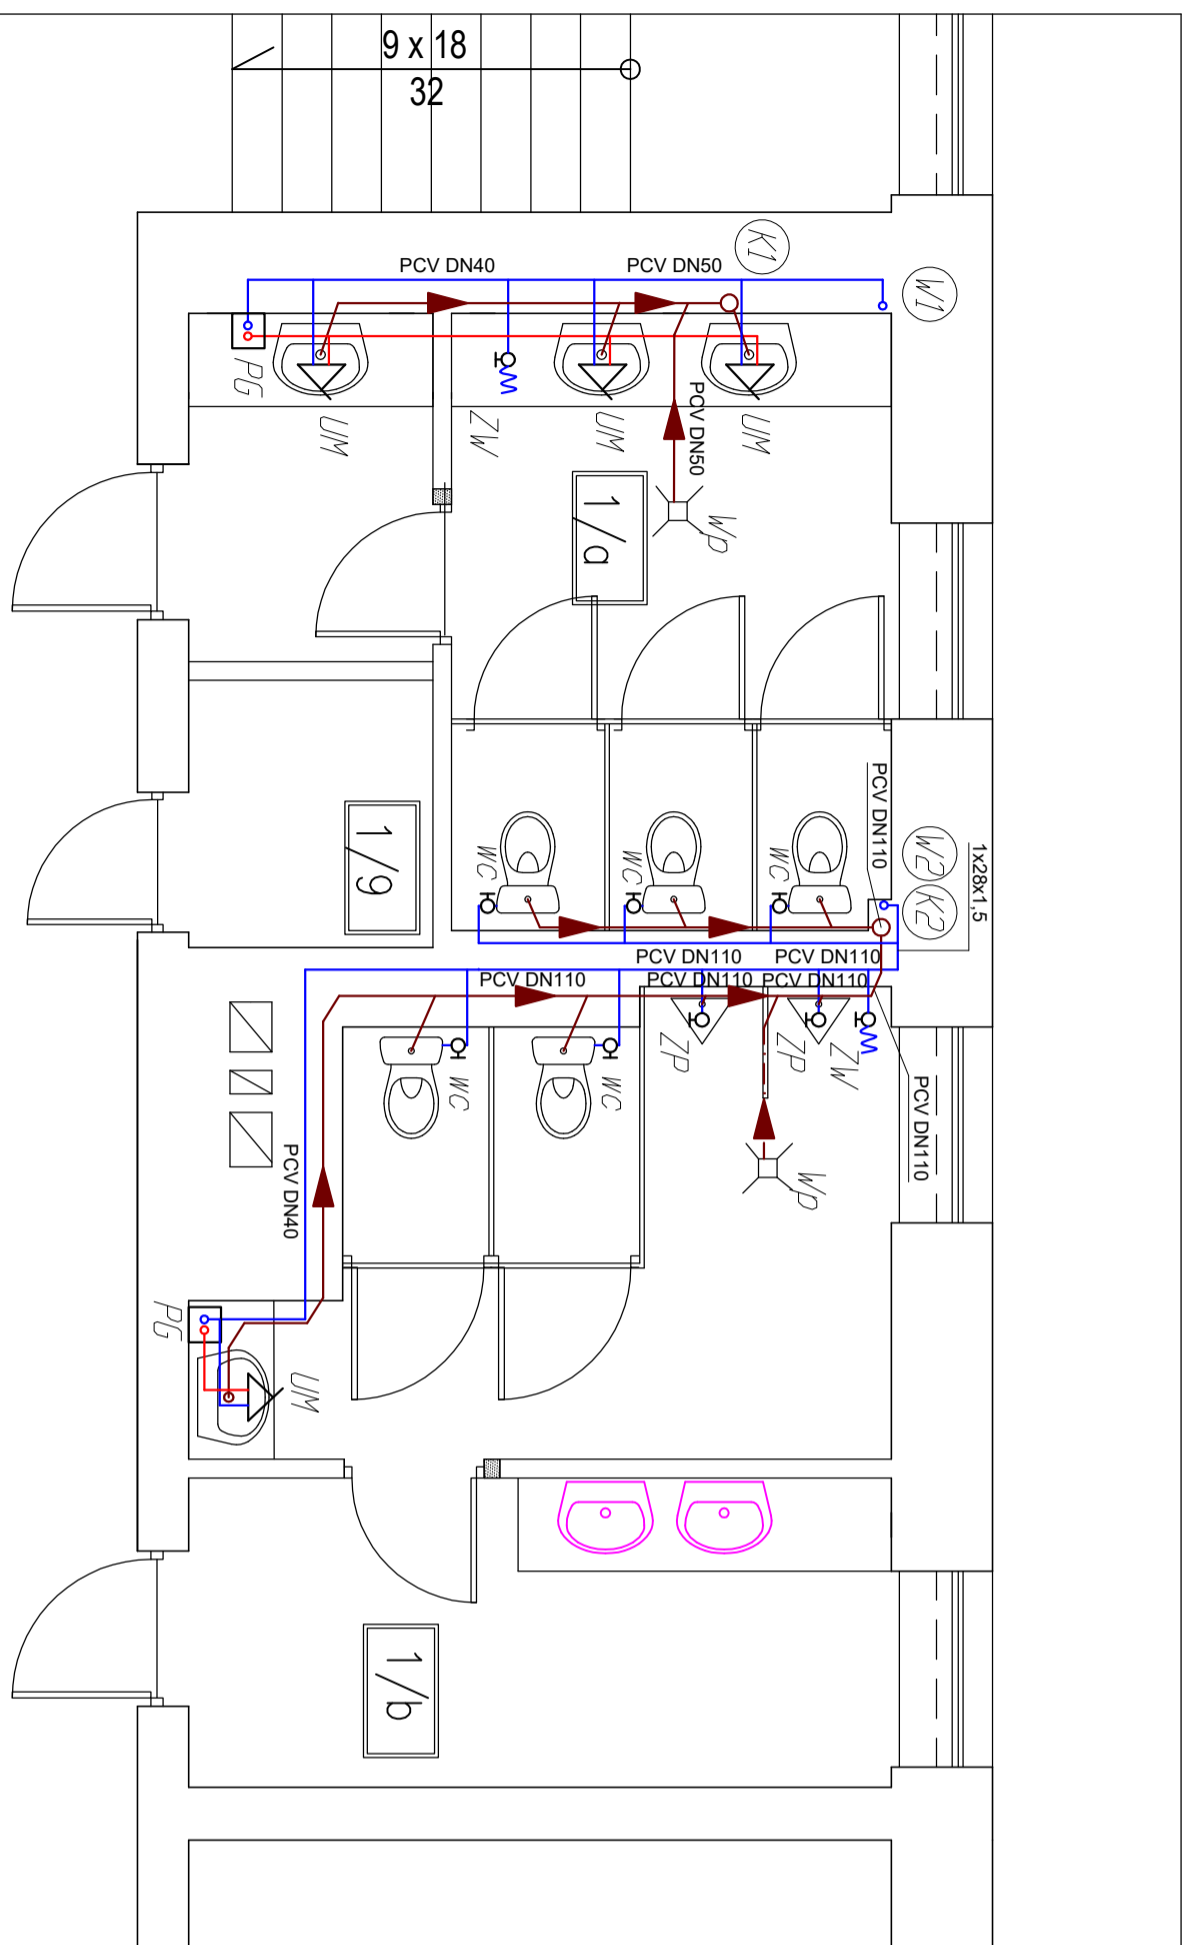 9 x 18
32
K1
W1
PCV DN40
PCV DN50
PG
UM
ZW
UM
UM
PCV DN50
1/a
Wp
PCV DN110
W2
K2
1x28x1,5
1/9
WC
WC
WC
PCV DN110
PCV DN110
PCV DN110
PCV DN110
PCV DN110
ZP
ZP
ZW
WC
WC
PCV DN110
PCV DN40
Wp
PG
UM
1/b